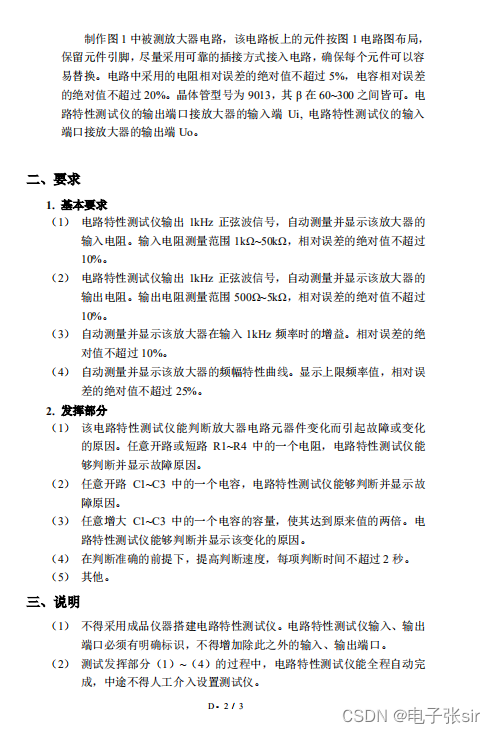 制作图 1 中被测放大器电路，该电路板上的元件按图 1 电路图布局，
保留元件引脚，尽量采用可靠的插接方式接入电路，确保每个元件可以容
易替换。电路中采用的电阻相对误差的绝对值不超过 5%，电容相对误差
的绝对值不超过 20%。晶体管型号为 9013，其 β 在 60~300 之间皆可。电
路特性测试仪的输出端口接放大器的输入端 Ui, 电路特性测试仪的输入
端口接放大器的输出端 Uo。
二、要求
1. 基本要求
（1） 电路特性测试仪输出 1kHz 正弦波信号，自动测量并显示该放大器的
输入电阻。输入电阻测量范围 1kΩ~50kΩ，相对误差的绝对值不超过
10%。
（2） 电路特性测试仪输出 1kHz 正弦波信号，自动测量并显示该放大器的
输出电阻。输出电阻测量范围 500Ω~5kΩ，相对误差的绝对值不超过
10%。
（3） 自动测量并显示该放大器在输入 1kHz 频率时的增益。相对误差的绝
对值不超过 10%。
（4） 自动测量并显示该放大器的频幅特性曲线。显示上限频率值，相对误
差的绝对值不超过 25%。
2. 发挥部分
（1） 该电路特性测试仪能判断放大器电路元器件变化而引起故障或变化
的原因。任意开路或短路 R1~R4 中的一个电阻，电路特性测试仪能
够判断并显示故障原因。
（2） 任意开路 C1~C3 中的一个电容，电路特性测试仪能够判断并显示故
障原因。
（3） 任意增大 C1~C3 中的一个电容的容量，使其达到原来值的两倍。电
路特性测试仪能够判断并显示该变化的原因。
（4） 在判断准确的前提下，提高判断速度，每项判断时间不超过 2 秒。
（5） 其他。
三、说明
（1） 不得采用成品仪器搭建电路特性测试仪。电路特性测试仪输入、输出
端口必须有明确标识，不得增加除此之外的输入、输出端口。
（2） 测试发挥部分（1）~（4）的过程中，电路特性测试仪能全程自动完
成，中途不得人工介入设置测试仪。
D- 2 / 3
CSDN @电子张sir